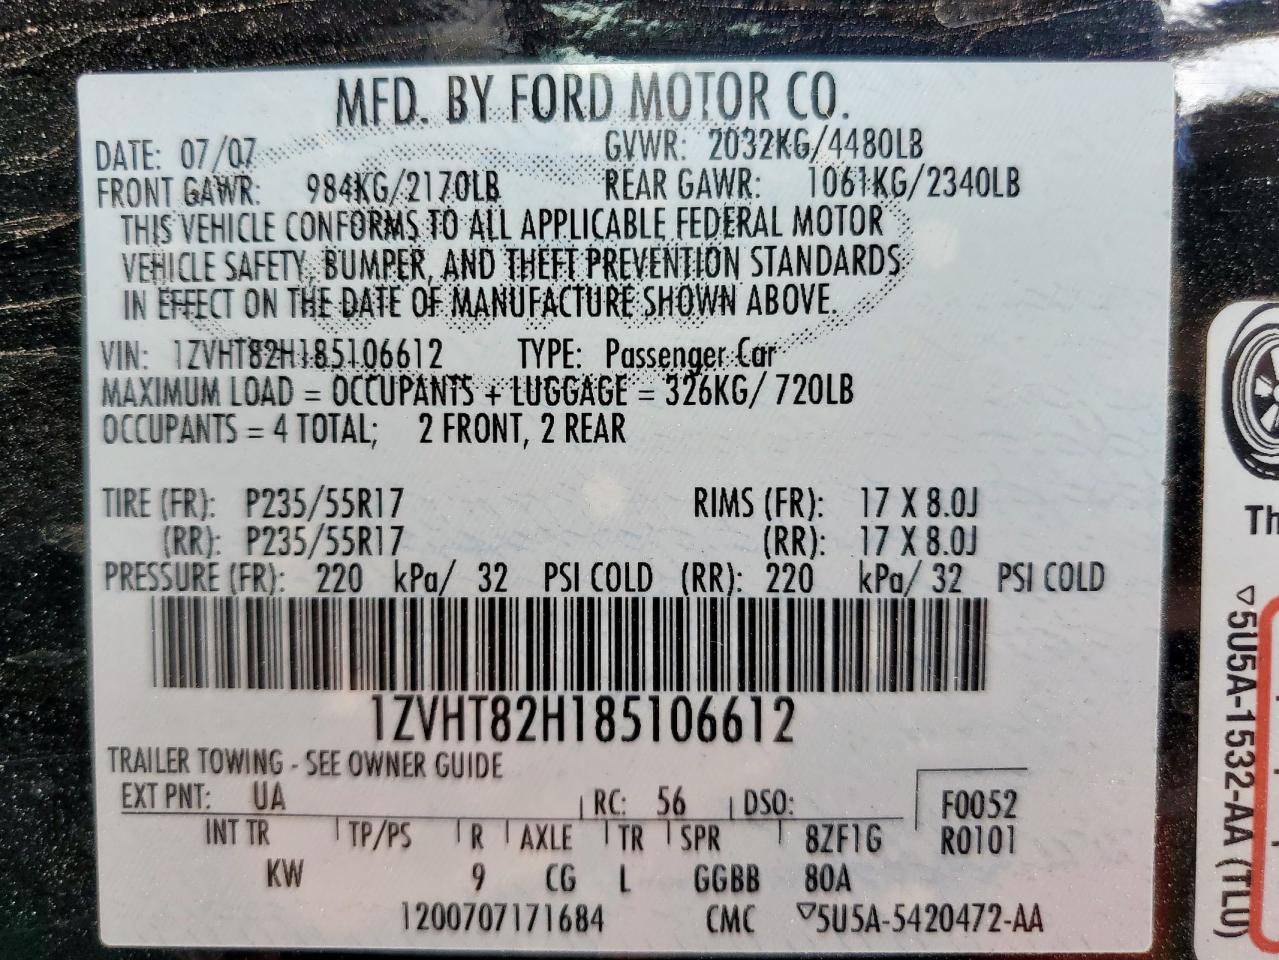 MFD. BY FORD MOTOR CO.
DATE: 07/07 GVWR: 2032KG/4480LB
FRONT GAWR: 984KG/2170LB REAR GAWR: 1061KG/2340LB
THIS VEHICLE CONFORMS TO ALL APPLICABLE FEDERAL MOTOR
VEHICLE SAFETY, BUMPER, AND THEFT PREVENTION STANDARDS
IN EFFECT ON THE DATE OF MANUFACTURE SHOWN ABOVE.
VIN: 1ZVHT82H185106612 TYPE: Passenger Car
MAXIMUM LOAD = OCCUPANTS + LUGGAGE = 326KG/ 720LB
OCCUPANTS = 4 TOTAL; 2 FRONT, 2 REAR
TIRE (FR): P235/55R17 RIMS (FR): 17 X 8.0J
(RR): P235/55R17 (RR): 17 X 8.0J
PRESSURE (FR): 220 kPa/ 32 PSI COLD (RR): 220 kPa/ 32 PSI COLD
1ZVHT82H185106612
TRAILER TOWING - SEE OWNER GUIDE
EXT PNT: UA RC: 56 DSO: F0052
INT TR TP/PS R AXLE TR SPR 8ZF1G R0101
KW 9 CG L GGBB 80A
1200707171684 CMC ▽5U5A-5420472-AA
Th
▽5U5A-1532-AA (TLU)